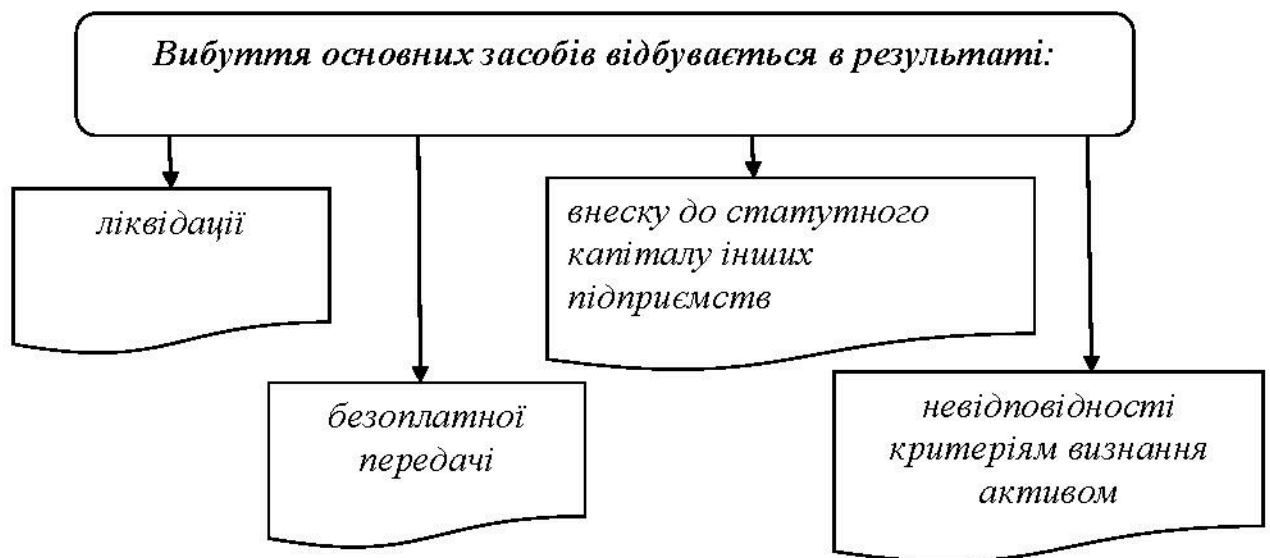 Вибуття основних засобів відбувається в результаті:
ліквідації
безоплатної
передачі
внеску до статутного
капіталу інших
підприємств
невідповідності
критеріям визнання
активом